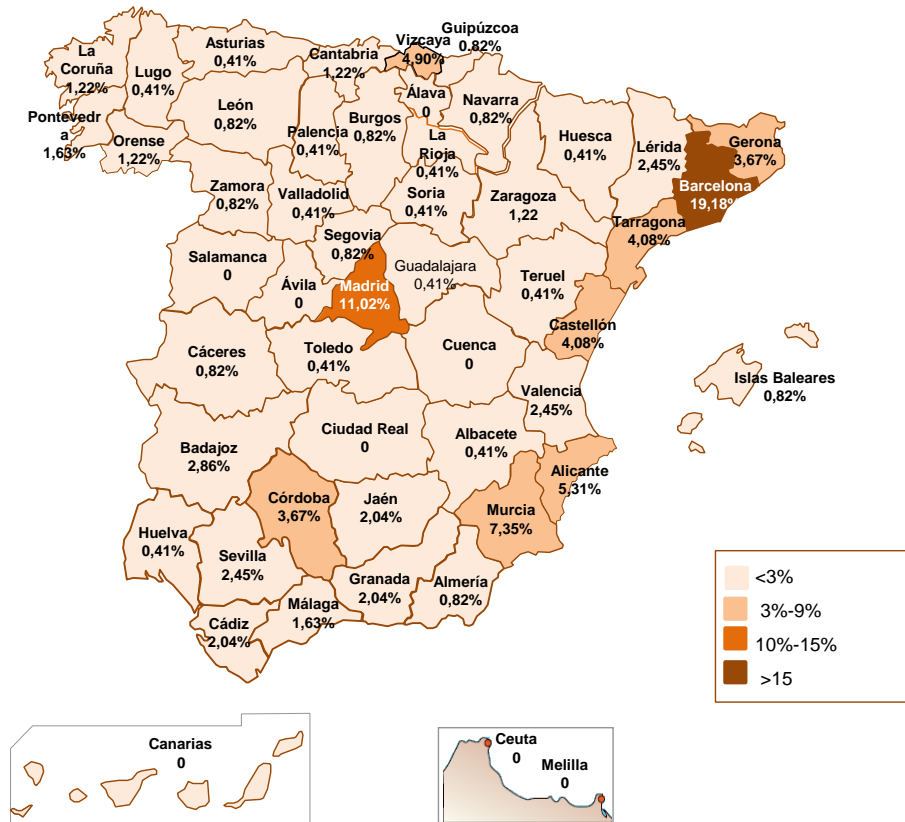 La
Coruña
1,22%
Lugo
0,41%
Asturias
0,41%
Cantabria
1,22%
Vizcaya
4,90%
Guipúzcoa
0,82%
Pontevedr
a
1,63%
Orense
1,22%
León
0,82%
Palencia
0,41%
Burgos
0,82%
Álava
0
La
Rioja
0,41%
Navarra
0,82%
Huesca
0,41%
Lérida
2,45%
Gerona
3,67%
Barcelona
19,18%
Zamora
0,82%
Valladolid
0,41%
Soria
0,41%
Zaragoza
1,22
Tarragona
4,08%
Segovia
0,82%
Salamanca
0
Ávila
0
Madrid
11,02%
Guadalajara
0,41%
Teruel
0,41%
Castellón
4,08%
Cáceres
0,82%
Toledo
0,41%
Cuenca
0
Valencia
2,45%
Islas Baleares
0,82%
Badajoz
2,86%
Ciudad Real
0
Albacete
0,41%
Alicante
5,31%
Córdoba
3,67%
Jaén
2,04%
Murcia
7,35%
Huelva
0,41%
Sevilla
2,45%
Granada
2,04%
Almería
0,82%
Málaga
1,63%
Cádiz
2,04%
<3%
3%-9%
10%-15%
>15
Canarias
0
Ceuta
0
Melilla
0